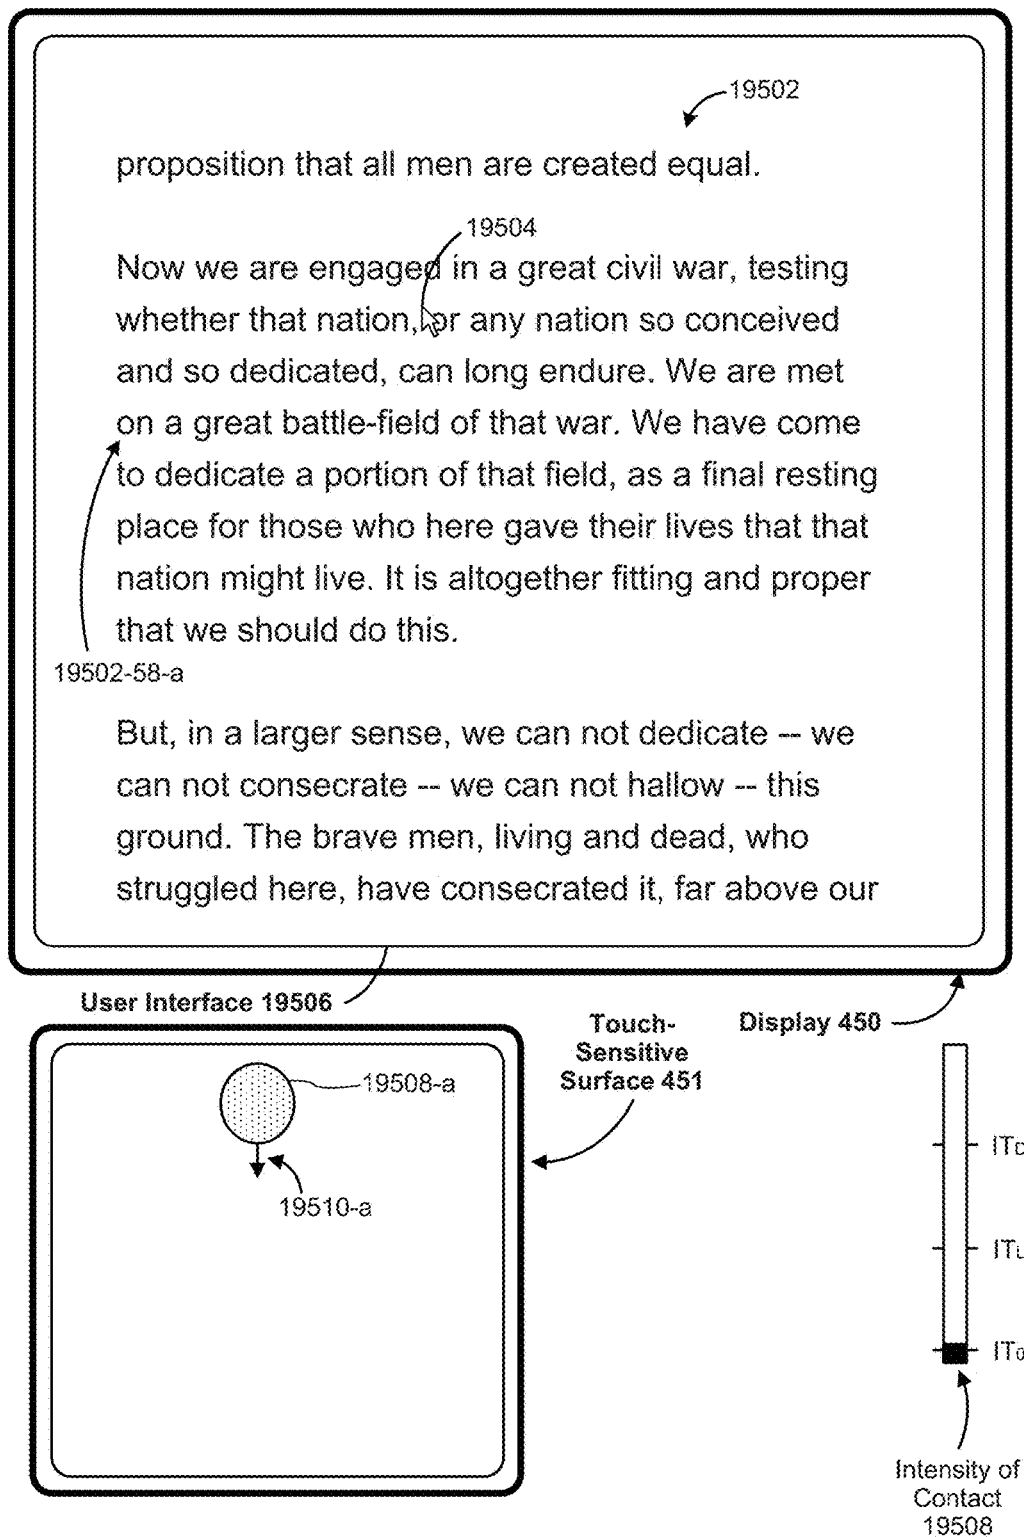 19502
proposition that all men are created equal.
19504
Now we are engaged in a great civil war, testing
whether that nation, or any nation so conceived
and so dedicated, can long endure. We are met
on a great battle-field of that war. We have come
to dedicate a portion of that field, as a final resting
place for those who here gave their lives that that
nation might live. It is altogether fitting and proper
that we should do this.
19502-58-a
But, in a larger sense, we can not dedicate -- we
can not consecrate -- we can not hallow -- this
ground. The brave men, living and dead, who
struggled here, have consecrated it, far above our
User Interface 19506
Touch-
Sensitive
Surface 451
Display 450
19508-a
19510-a
ITD
ITL
IT0
Intensity of
Contact
19508